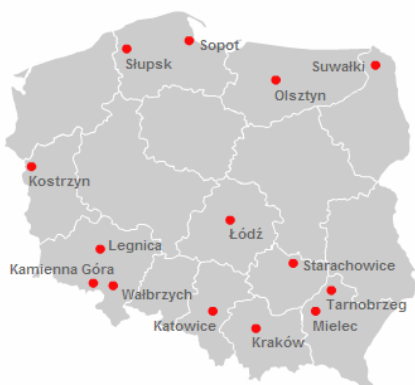 Sopot
Słupsk
Suwałki
Olsztyn
Kostrzyn
Łódź
Legnica
Starachowice
Kamienna Góra
Wałbrzych
Tarnobrzeg
Katowice
Mielec
Kraków